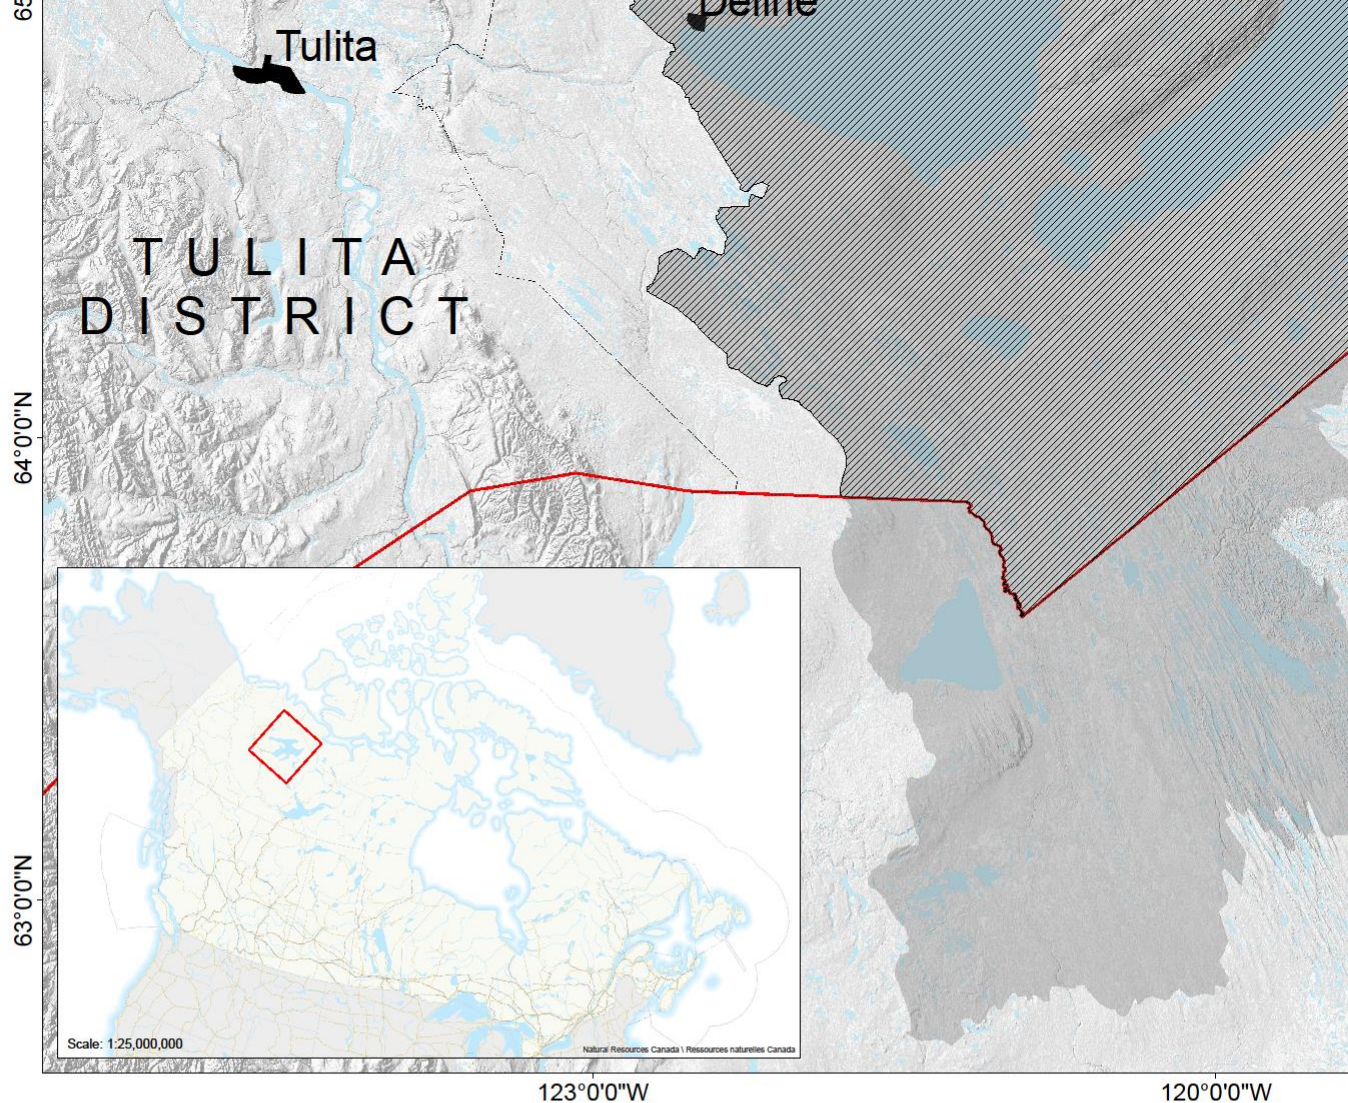 65
Deline
Tulita
TULITA
DISTRICT
64°0'0"N
63°0'0"N
Scale: 1:25,000,000
Natural Resources Canada \ Ressources naturelles Canada
123°0'0"W
120°0'0"W